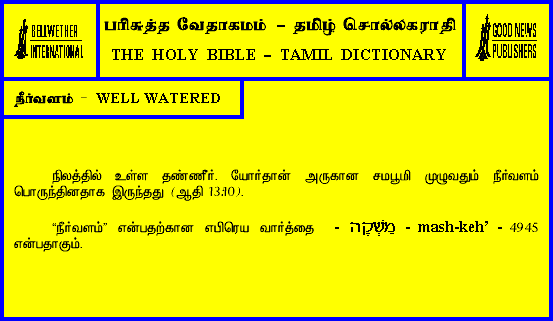 BELLWETHER
INTERNATIONAL
பரிசுத்த வேதாகமம் – தமிழ் சொல்லகராதி
THE HOLY BIBLE – TAMIL DICTIONARY
GOOD NEWS
PUBLISHERS
நீர்வளம் – WELL WATERED
நிலத்தில் உள்ள தண்ணீர். யோர்தான் அருகான சமபூமி முழுவதும் நீர்வளம்
பொருந்தினதாக இருந்தது (ஆதி 13:10).
“நீர்வளம்” என்பதற்கான எபிரெய வார்த்தை - מַשְׁקֶה - mash-keh’ - 4945
என்பதாகும்.